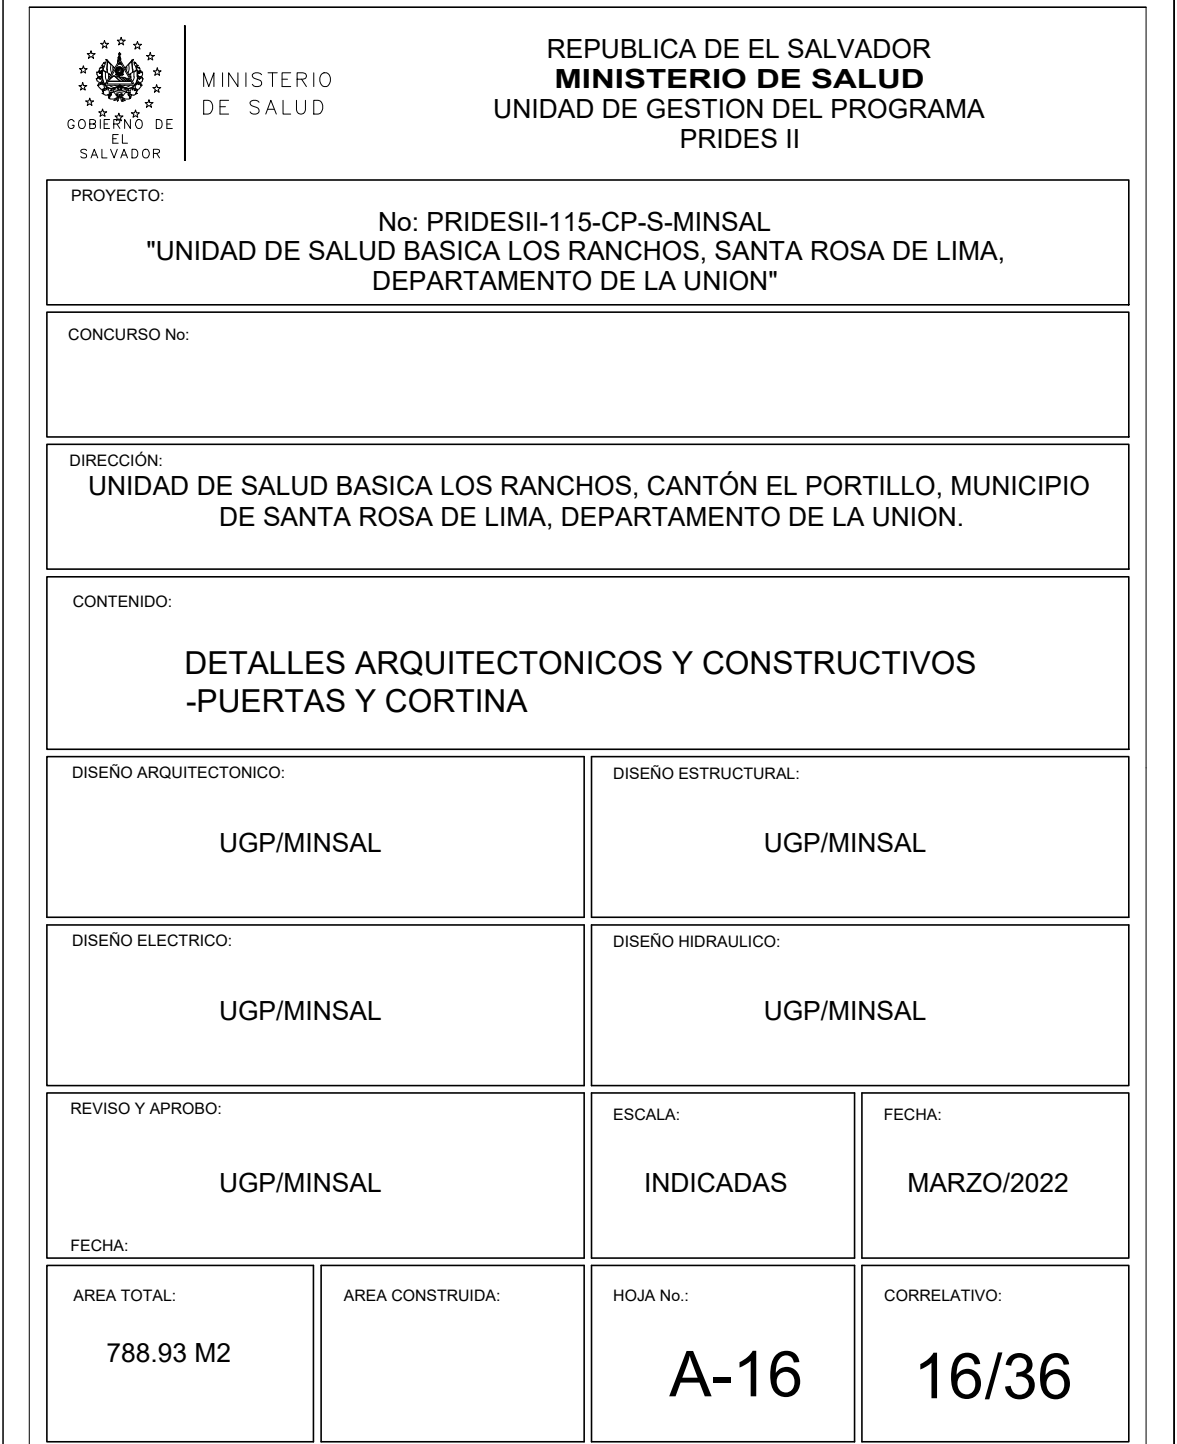 GOBIERNO DE
EL
SALVADOR
MINISTERIO
DE SALUD
REPUBLICA DE EL SALVADOR
MINISTERIO DE SALUD
UNIDAD DE GESTION DEL PROGRAMA
PRIDES II
PROYECTO:
No: PRIDESII-115-CP-S-MINSAL
"UNIDAD DE SALUD BASICA LOS RANCHOS, SANTA ROSA DE LIMA,
DEPARTAMENTO DE LA UNION"
CONCURSO No:
DIRECCIÓN:
UNIDAD DE SALUD BASICA LOS RANCHOS, CANTÓN EL PORTILLO, MUNICIPIO
DE SANTA ROSA DE LIMA, DEPARTAMENTO DE LA UNION.
CONTENIDO:
DETALLES ARQUITECTONICOS Y CONSTRUCTIVOS
-PUERTAS Y CORTINA
DISEÑO ARQUITECTONICO:
UGP/MINSAL
DISEÑO ESTRUCTURAL:
UGP/MINSAL
DISEÑO ELECTRICO:
UGP/MINSAL
DISEÑO HIDRAULICO:
UGP/MINSAL
REVISO Y APROBO:
UGP/MINSAL
FECHA:
ESCALA:
INDICADAS
FECHA:
MARZO/2022
AREA TOTAL:
788.93 M2
AREA CONSTRUIDA:
HOJA No.:
A-16
CORRELATIVO:
16/36